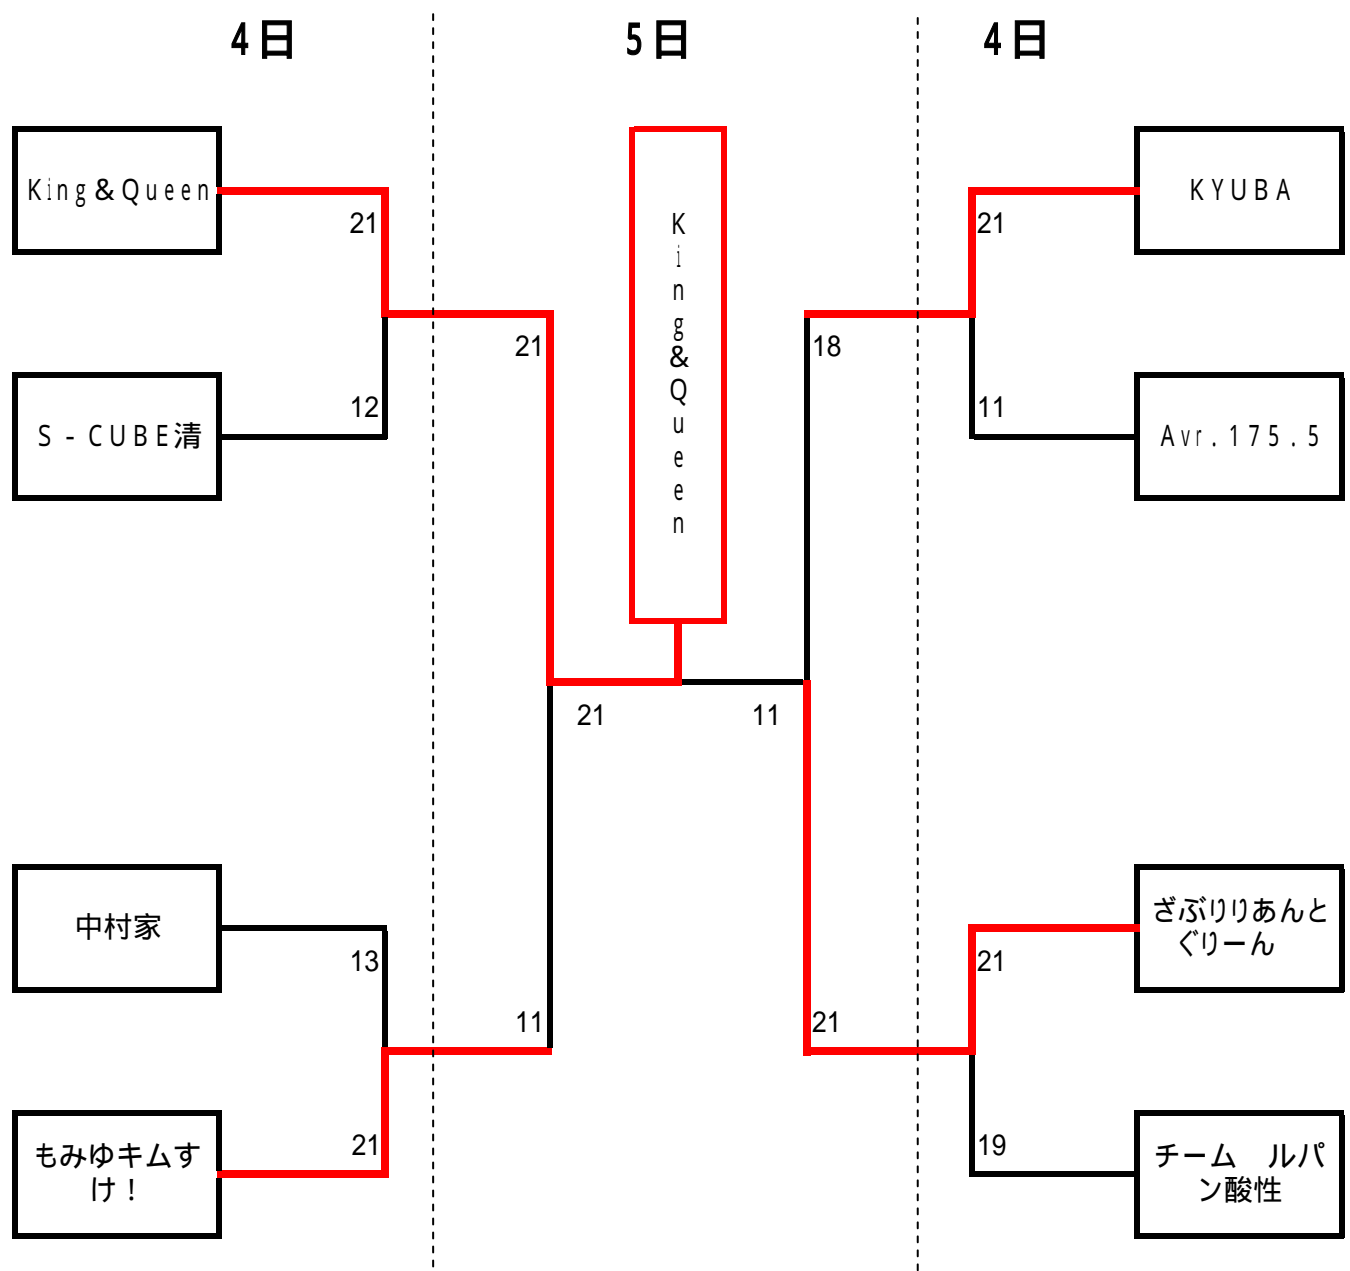 4日
5日
4日
King&Queen
KYUBA
21
21
King&Queen
21
18
12
11
S-CUBE清
Avr.175.5
21
11
中村家
ざぶりりあんと
ぐりーん
13
21
11
21
もみゆキムす
け！
21
19
チーム　ルパ
ン酸性